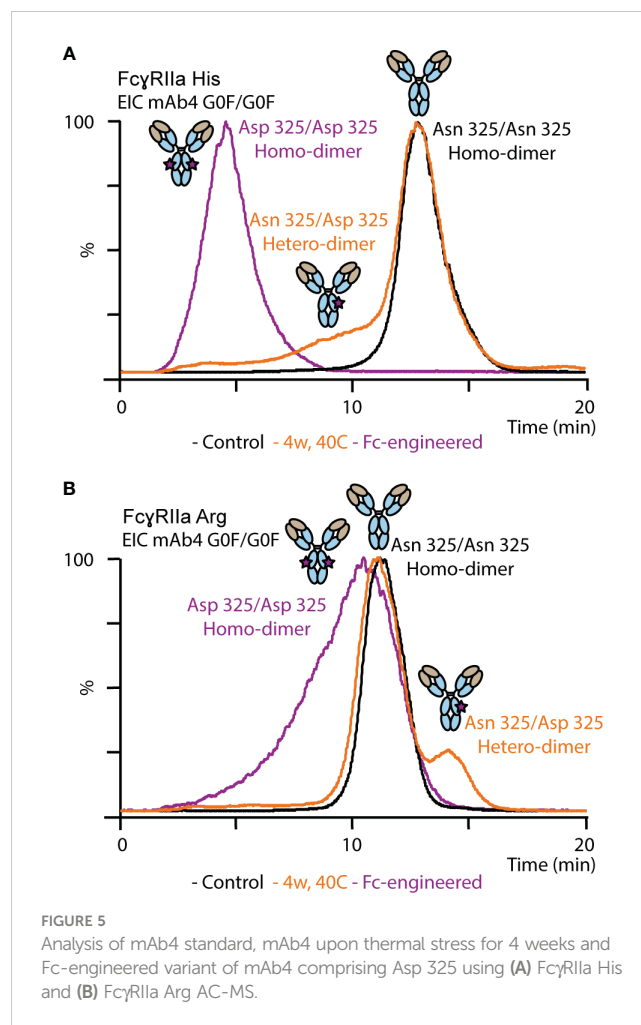 A
FcɣRIIa His
EIC mAb4 G0F/G0F
100
%
Asp 325/Asp 325
Homo-dimer
Asn 325/Asn 325
Homo-dimer
Asn 325/Asp 325
Hetero-dimer
0
10
20
Time (min)
- Control - 4w, 40C - Fc-engineered
B
FcɣRIIa Arg
EIC mAb4 G0F/G0F
100
%
Asn 325/Asn 325
Homo-dimer
Asp 325/Asp 325
Homo-dimer
Asn 325/Asp 325
Hetero-dimer
0
10
20
Time (min)
- Control - 4w, 40C - Fc-engineered
FIGURE 5
Analysis of mAb4 standard, mAb4 upon thermal stress for 4 weeks and
Fc-engineered variant of mAb4 comprising Asp 325 using (A) FcγRIIa His
and (B) FcγRIIa Arg AC-MS.